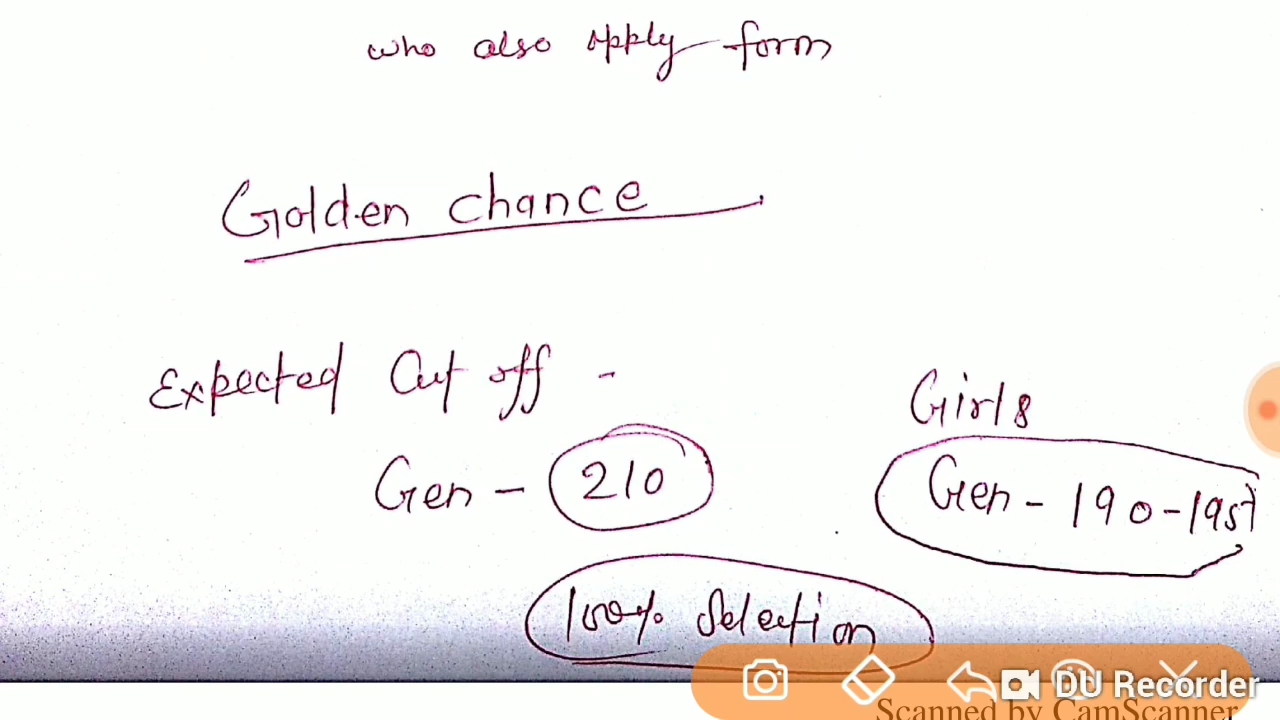 who also apply form
Golden chance
Expected Cut off -
Gen - 210
Girls
Gen - 190-195+
100% Selection
DU Recorder
Scanned by CamScanner